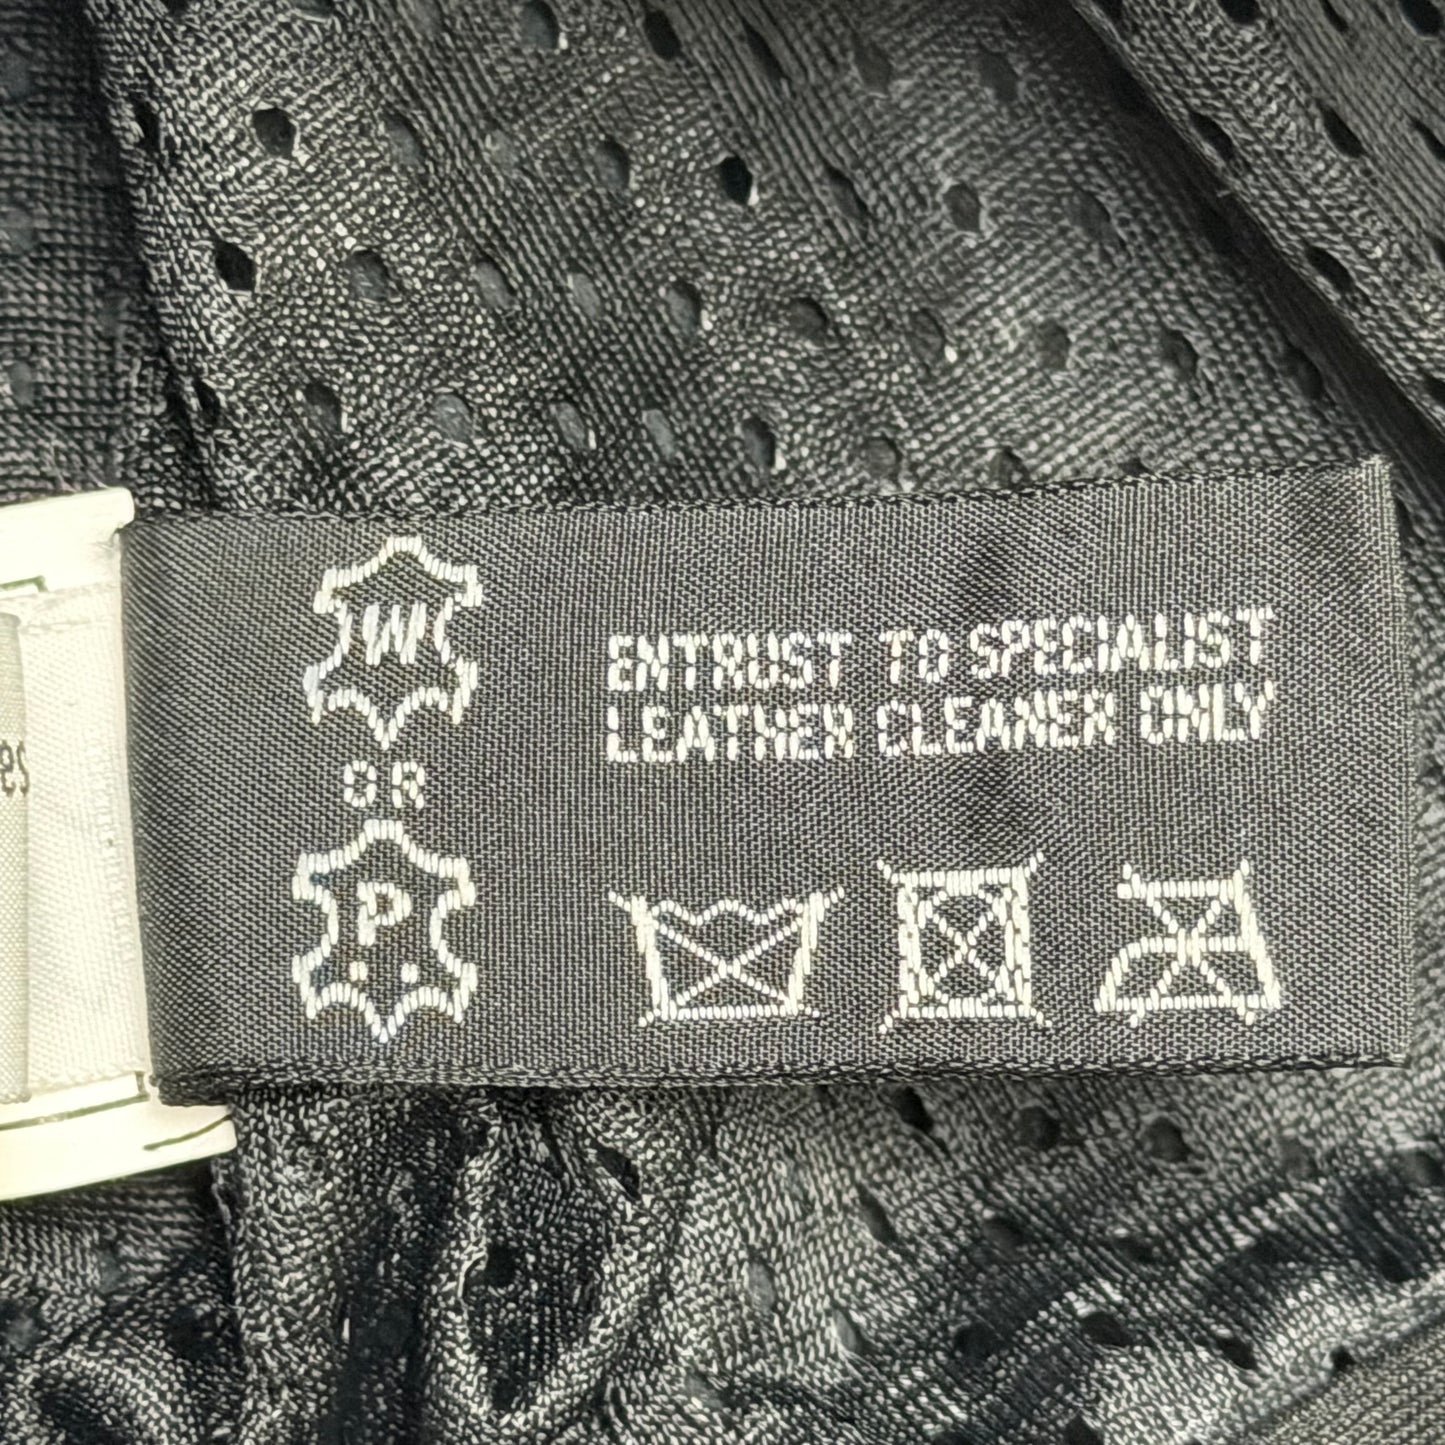 W
OR
P
ENTRUST TO SPECIALIST
LEATHER CLEANER ONLY